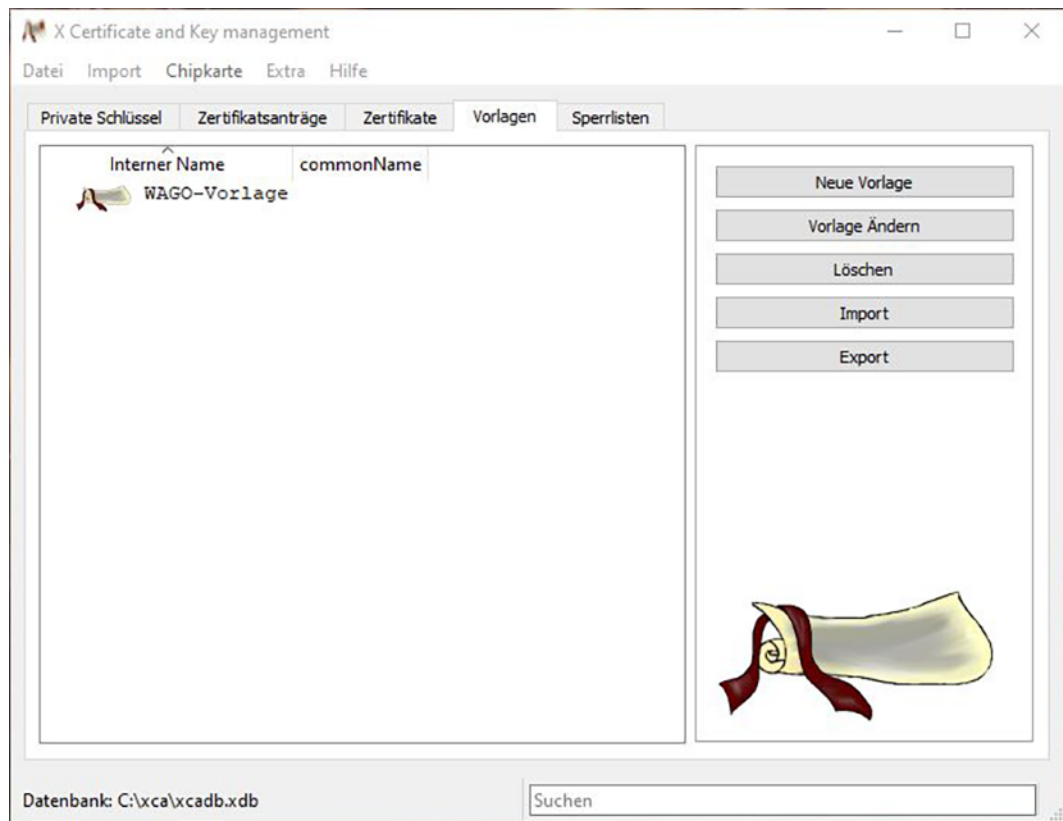 X Certificate and Key management
Datei Import Chipkarte Extra Hilfe
Private Schlüssel Zertifikatsanträge Zertifikate Vorlagen Sperrlisten
Interner Name commonName
WAGO-Vorlage
Neue Vorlage
Vorlage Ändern
Löschen
Import
Export
Datenbank: C:\xca\xcadb.xdb
Suchen